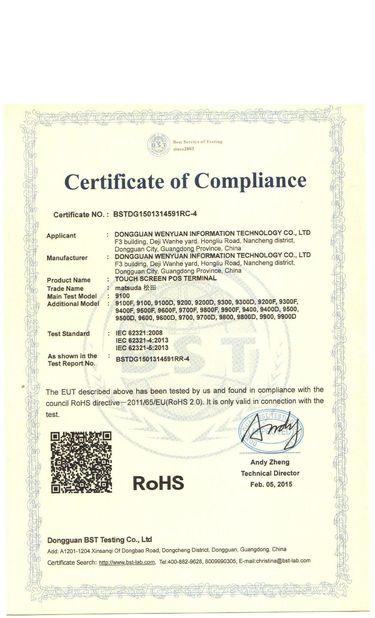 BST
Best Service of Testing
since2003
Certificate of Compliance
Certificate NO. : BSTDG1501314591RC-4
Applicant : DONGGUAN WENYUAN INFORMATION TECHNOLOGY CO., LTD
F3 building, Deji Wanhe yard, Hongliu Road, Nancheng district,
Dongguan City, Guangdong Province, China
Manufacturer : DONGGUAN WENYUAN INFORMATION TECHNOLOGY CO., LTD
F3 building, Deji Wanhe yard, Hongliu Road, Nancheng district,
Dongguan City, Guangdong Province, China
Product Name : TOUCH SCREEN POS TERMINAL
Trade Name : matsuda 松田
Main Test Model : 9100
Additional Model : 9100F, 9100, 9100D, 9200, 9200D, 9300, 9300D, 9200F, 9300F,
9400F, 9500F, 9600F, 9700F, 9800F, 9900F, 9400, 9400D, 9500,
9500D, 9600, 9600D, 9700, 9700D, 9800, 9800D, 9900, 9900D
Test Standard : IEC 62321:2008
IEC 62321-4:2013
IEC 62321-5:2013
As shown in the : BSTDG1501314591RR-4
Test Report No.
BST
The EUT described above has been tested by us and found in compliance with the
council RoHS directive—2011/65/EU(RoHS 2.0). It is only valid in connection with the
test.
Andy
RoHS
Andy Zheng
Technical Director
Feb. 05, 2015
Dongguan BST Testing Co., Ltd
Add: A1201-1204 Xinsanqi Of Dongbao Road, Dongcheng District, Dongguan, Guangdong, China
Certificate Search: http://www.bst-lab.com, Tel:400-882-9628, 8009990305, E-mail:christina@bst-lab.com